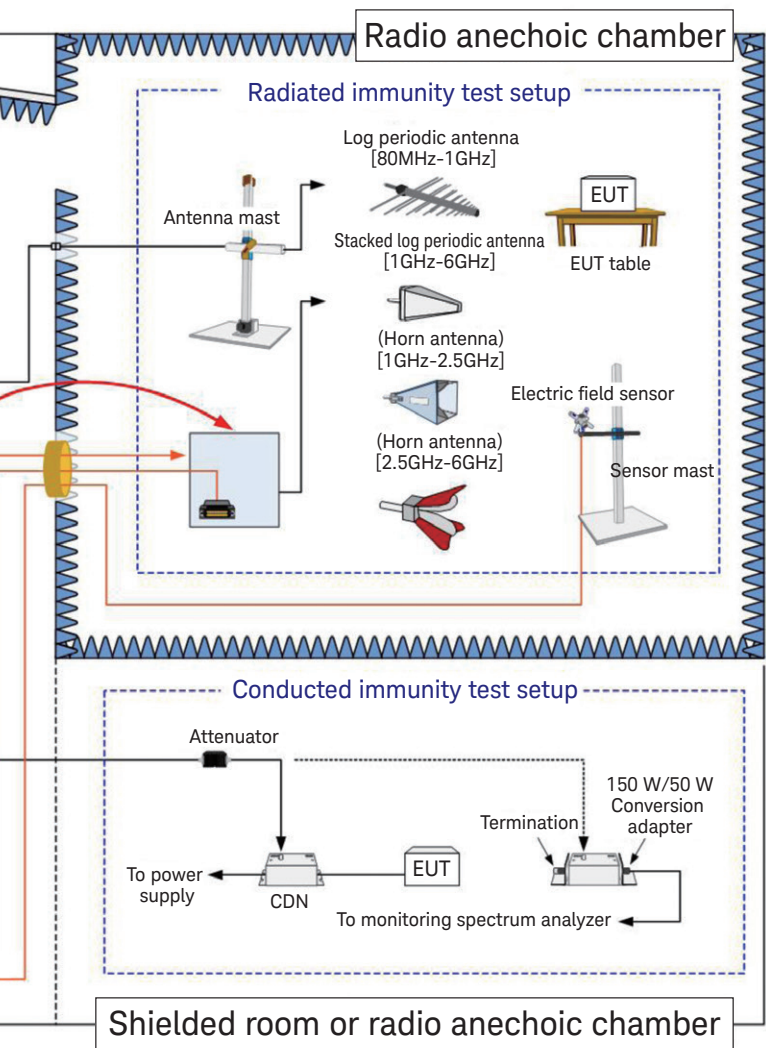 Radio anechoic chamber
Radiated immunity test setup
Log periodic antenna
[80MHz-1GHz]
EUT
Antenna mast
Stacked log periodic antenna
[1GHz-6GHz]
EUT table
(Horn antenna)
[1GHz-2.5GHz]
Electric field sensor
(Horn antenna)
[2.5GHz-6GHz]
Sensor mast
Conducted immunity test setup
Attenuator
150 W/50 W
Conversion
adapter
Termination
To power
supply
CDN
EUT
To monitoring spectrum analyzer
Shielded room or radio anechoic chamber